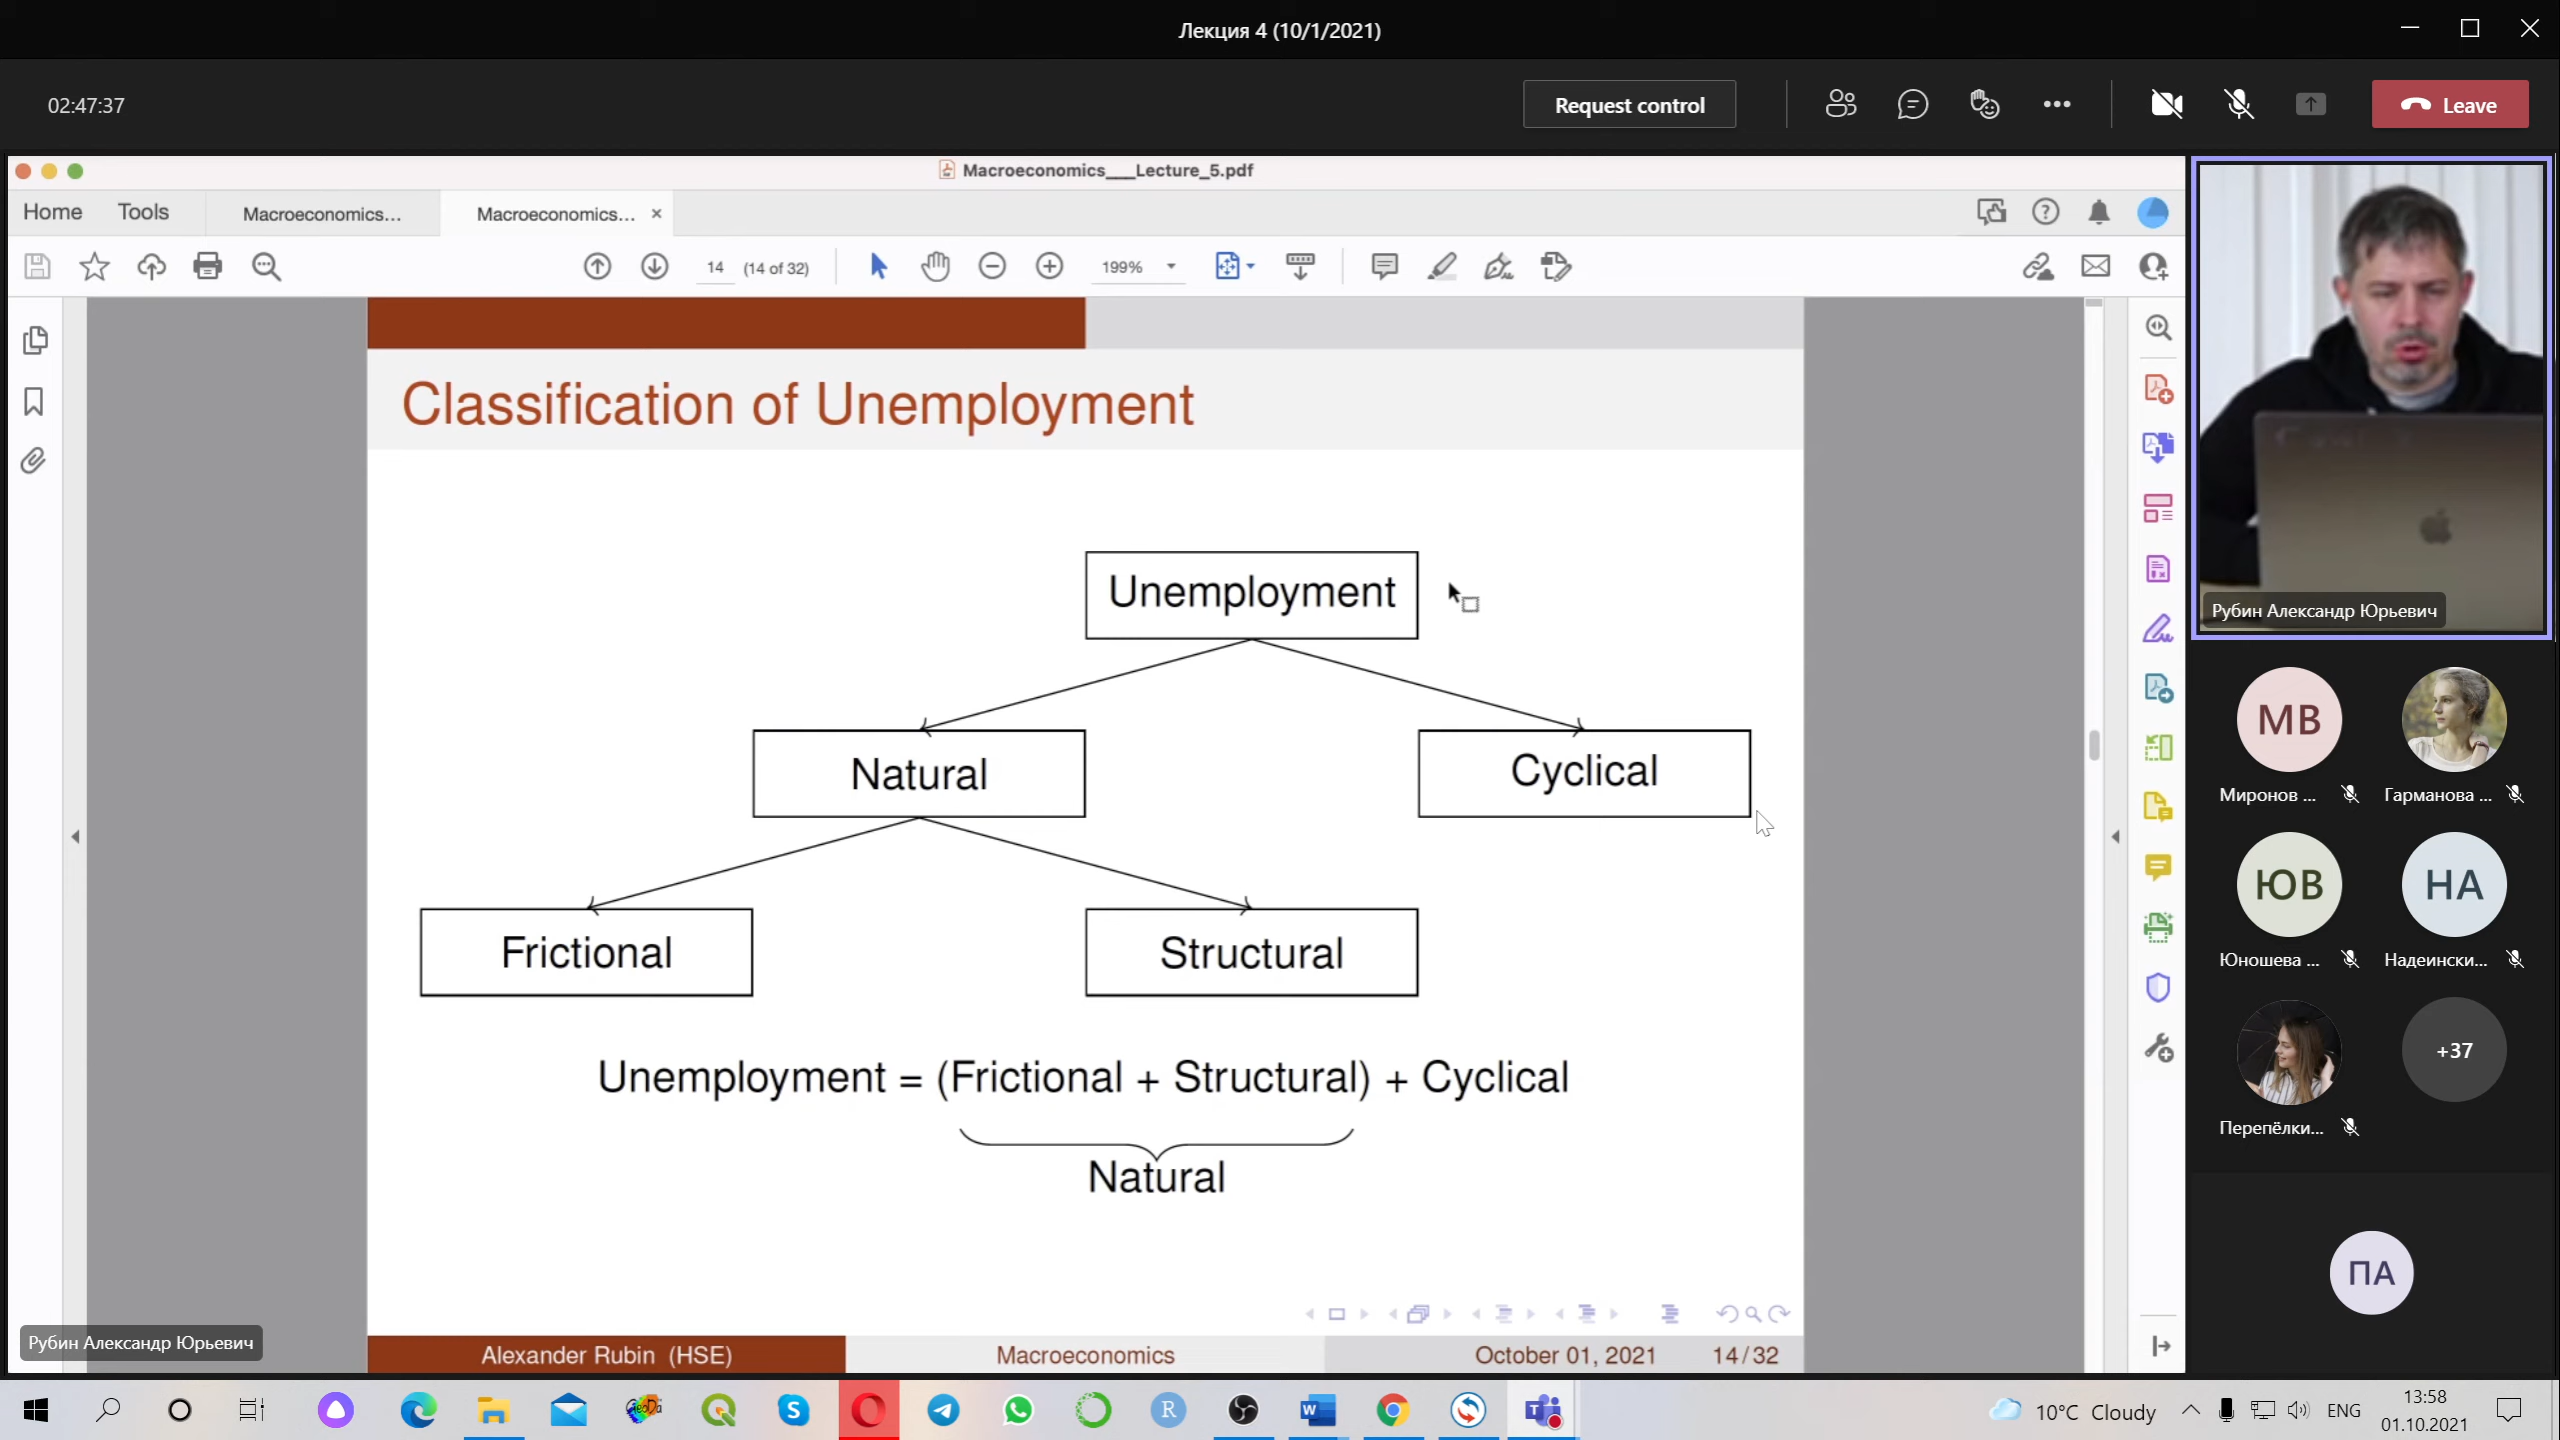 Лекция 4 (10/1/2021)
02:47:37
Request control
Leave
Macroeconomics___Lecture_5.pdf
Home
Tools
Macroeconomics...
Macroeconomics...
14
(14 of 32)
199%
Classification of Unemployment
Unemployment
Natural
Cyclical
Frictional
Structural
Unemployment = (Frictional + Structural) + Cyclical
Natural
Alexander Rubin (HSE)
Macroeconomics
October 01, 2021
14/32
Рубин Александр Юрьевич
Рубин Александр Юрьевич
МВ
Миронов ...
Гарманова ...
ЮВ
НА
Юношева ...
Надеински...
Перепёлки...
+37
ПА
GeoDa
R
10°C Cloudy
ENG
13:58
01.10.2021